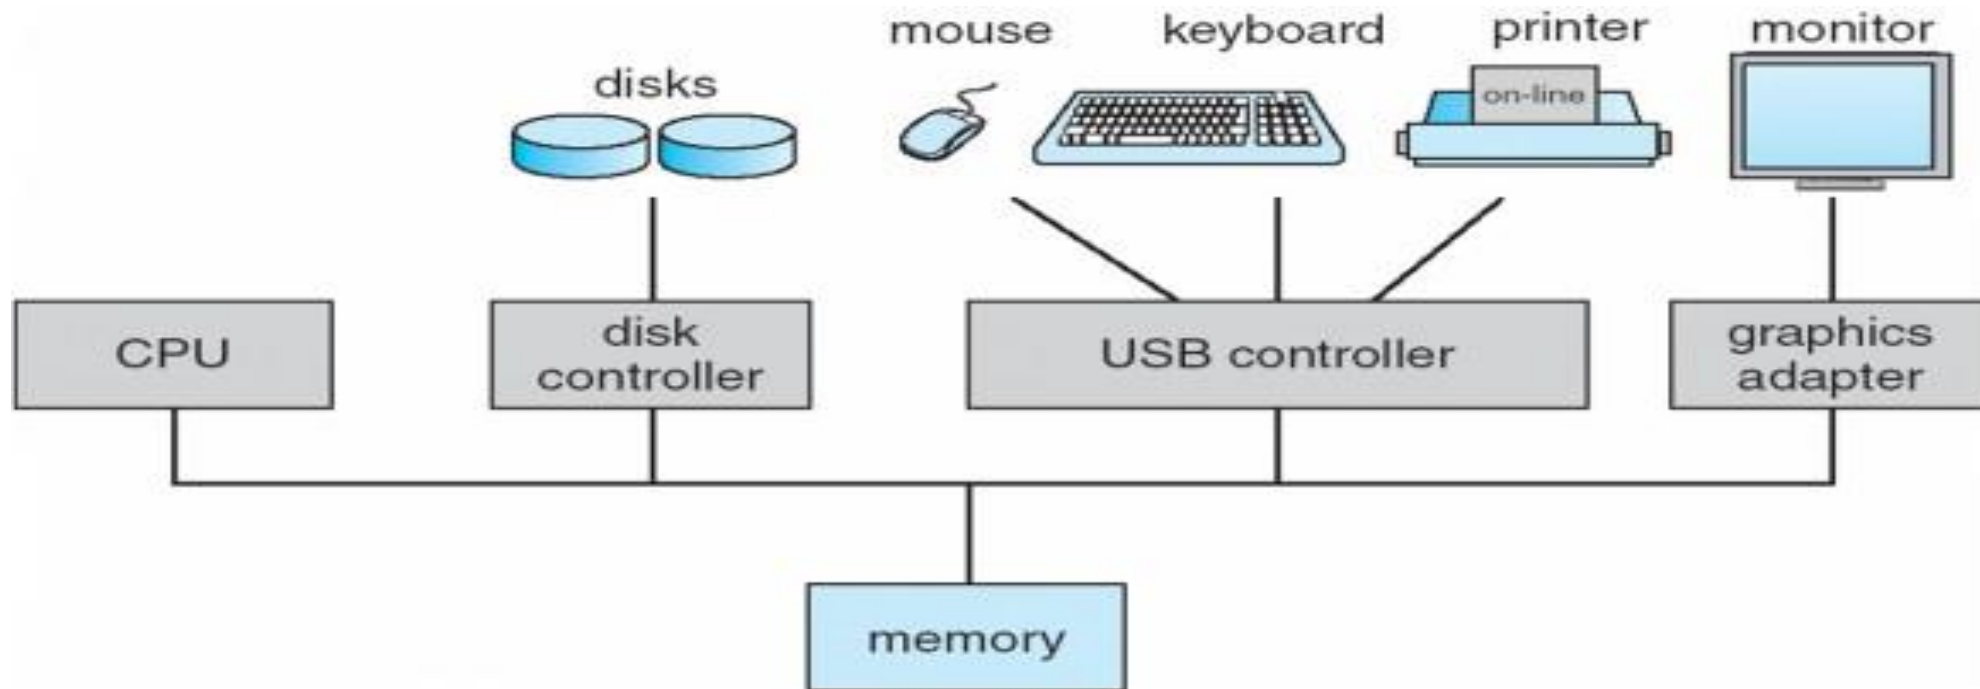 mouse
keyboard
printer
monitor
disks
on-line
CPU
disk
controller
USB controller
graphics
adapter
memory